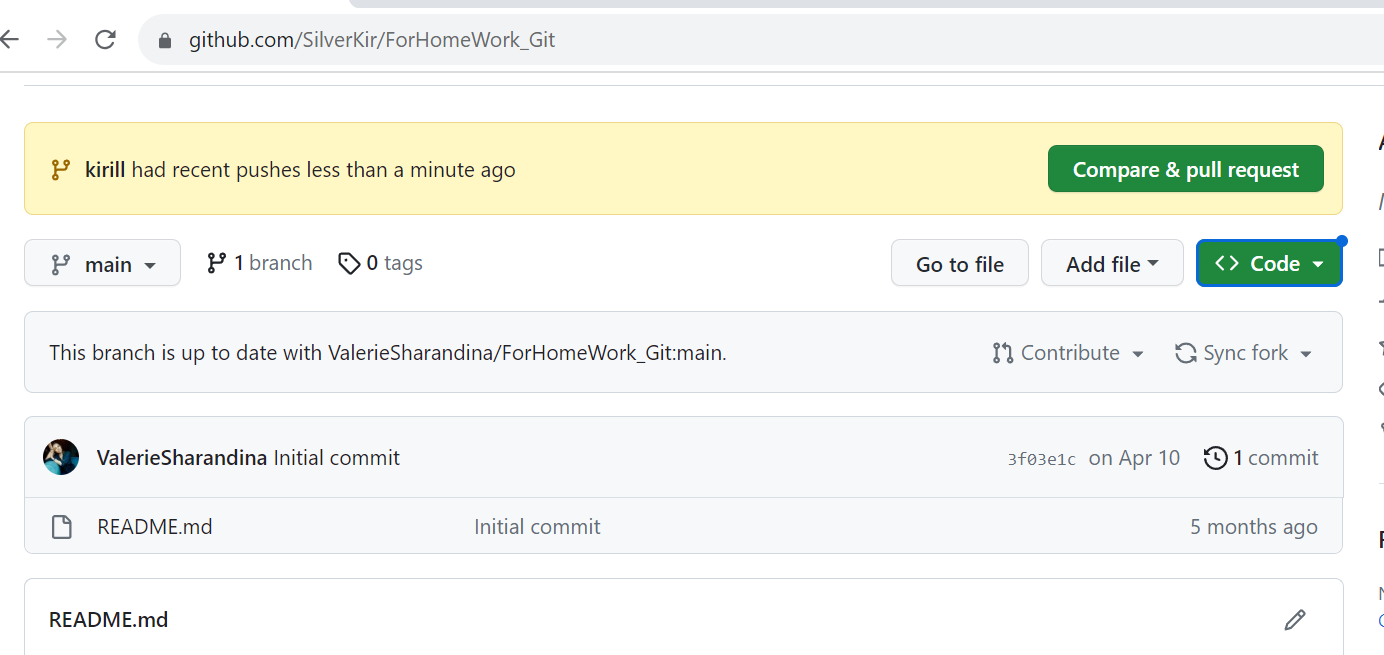 github.com/SilverKir/ForHomeWork_Git
kirill had recent pushes less than a minute ago
Compare & pull request
main
1 branch
0 tags
Go to file
Add file
Code
This branch is up to date with ValerieSharandina/ForHomeWork_Git:main.
Contribute
Sync fork
ValerieSharandina Initial commit
3f03e1c on Apr 10
1 commit
README.md
Initial commit
5 months ago
README.md